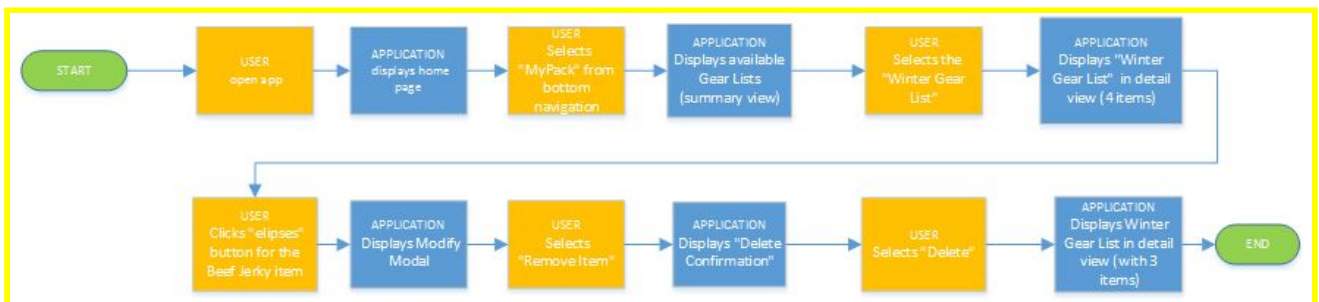 START
USER
open app
APPLICATION
displays home
page
USER
Selects
"MyPack" from
bottom
navigation
APPLICATION
Displays available
Gear Lists
(summary view)
USER
Selects the
"Winter Gear
List"
APPLICATION
Displays "Winter
Gear List" in detail
view (4 items)
USER
Clicks "elipses"
button for the
Beef Jerky item
APPLICATION
Displays Modify
Modal
USER
Selects
"Remove Item"
APPLICATION
Displays "Delete
Confirmation"
USER
Selects "Delete"
APPLICATION
Displays Winter
Gear List in detail
view (with 3
items)
END